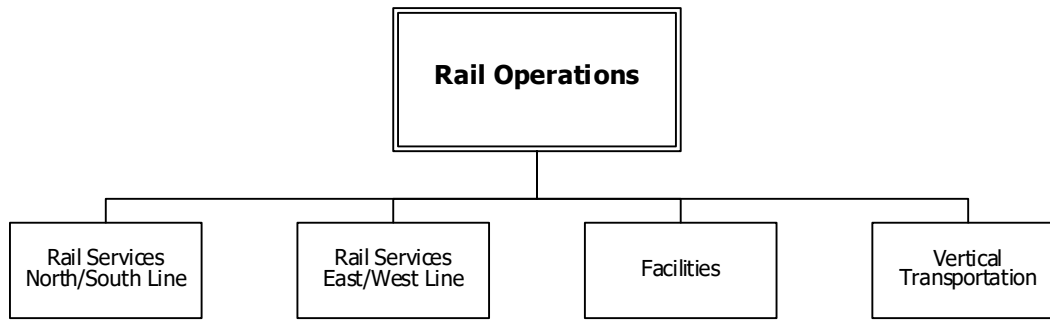 Rail Operations
Rail Services
North/South Line
Rail Services
East/West Line
Facilities
Vertical
Transportation